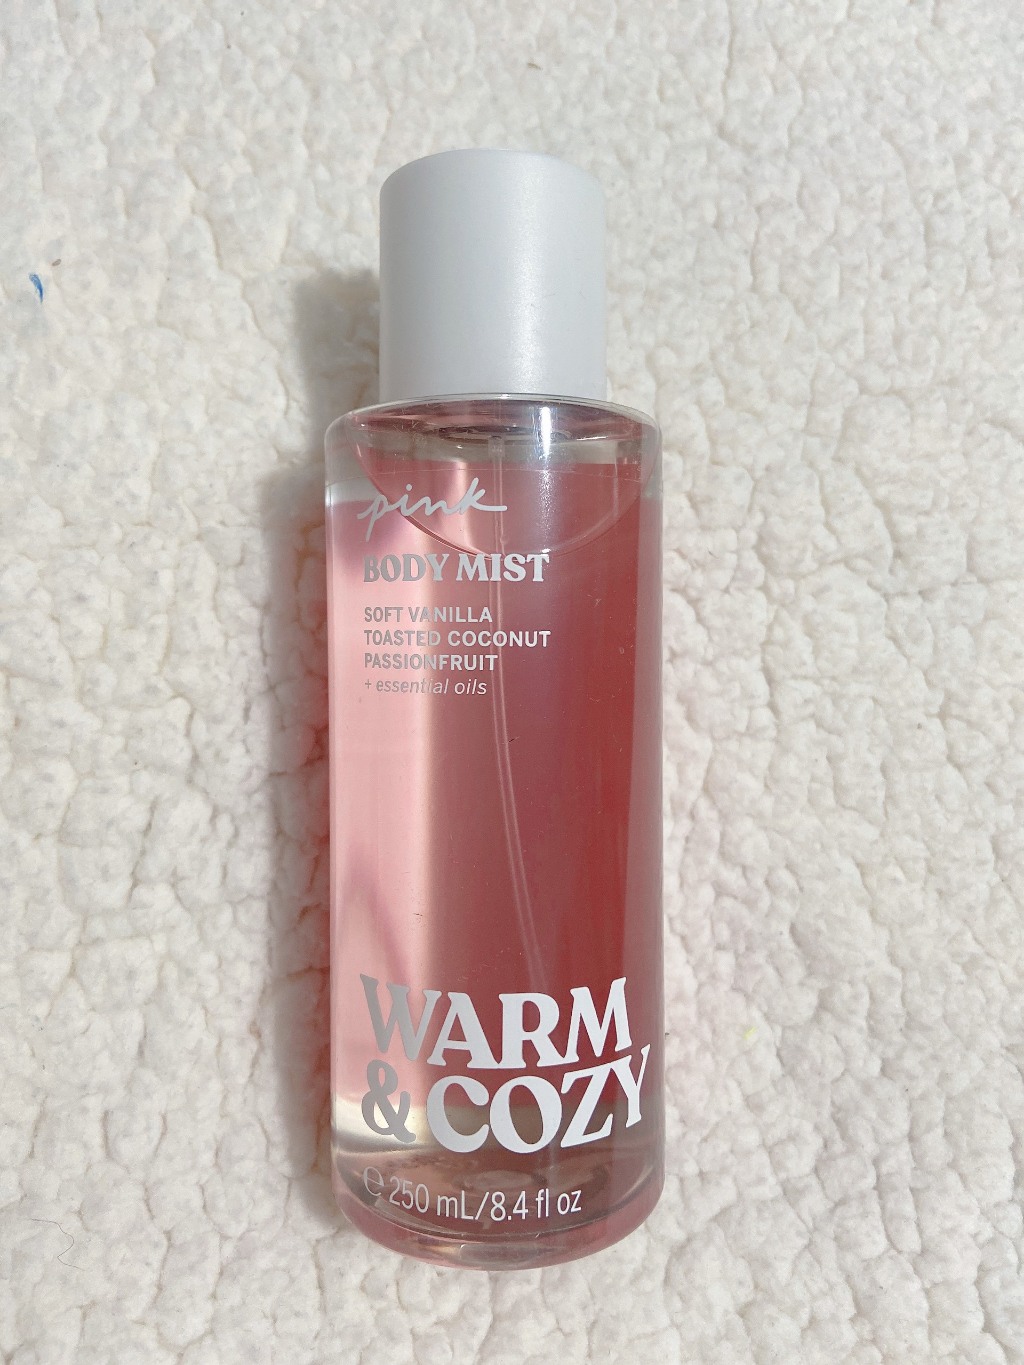 pink
BODY MIST
SOFT VANILLA
TOASTED COCONUT
PASSIONFRUIT
+ essential oils
WARM
& COZY
℮ 250 mL/8.4 fl oz